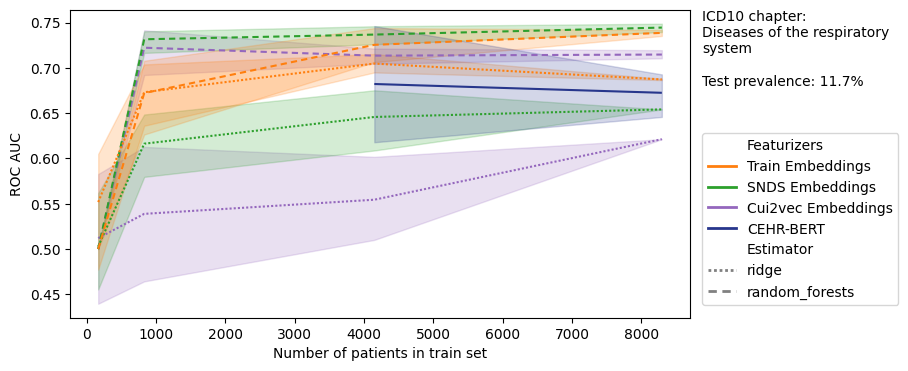 ICD10 chapter:
Diseases of the respiratory
system
Test prevalence: 11.7%
0.75
0.70
0.65
0.60
0.55
0.50
0.45
ROC AUC
0 1000 2000 3000 4000 5000 6000 7000 8000
Number of patients in train set
Featurizers
Train Embeddings
SNDS Embeddings
Cui2vec Embeddings
CEHR-BERT
Estimator
ridge
random_forests